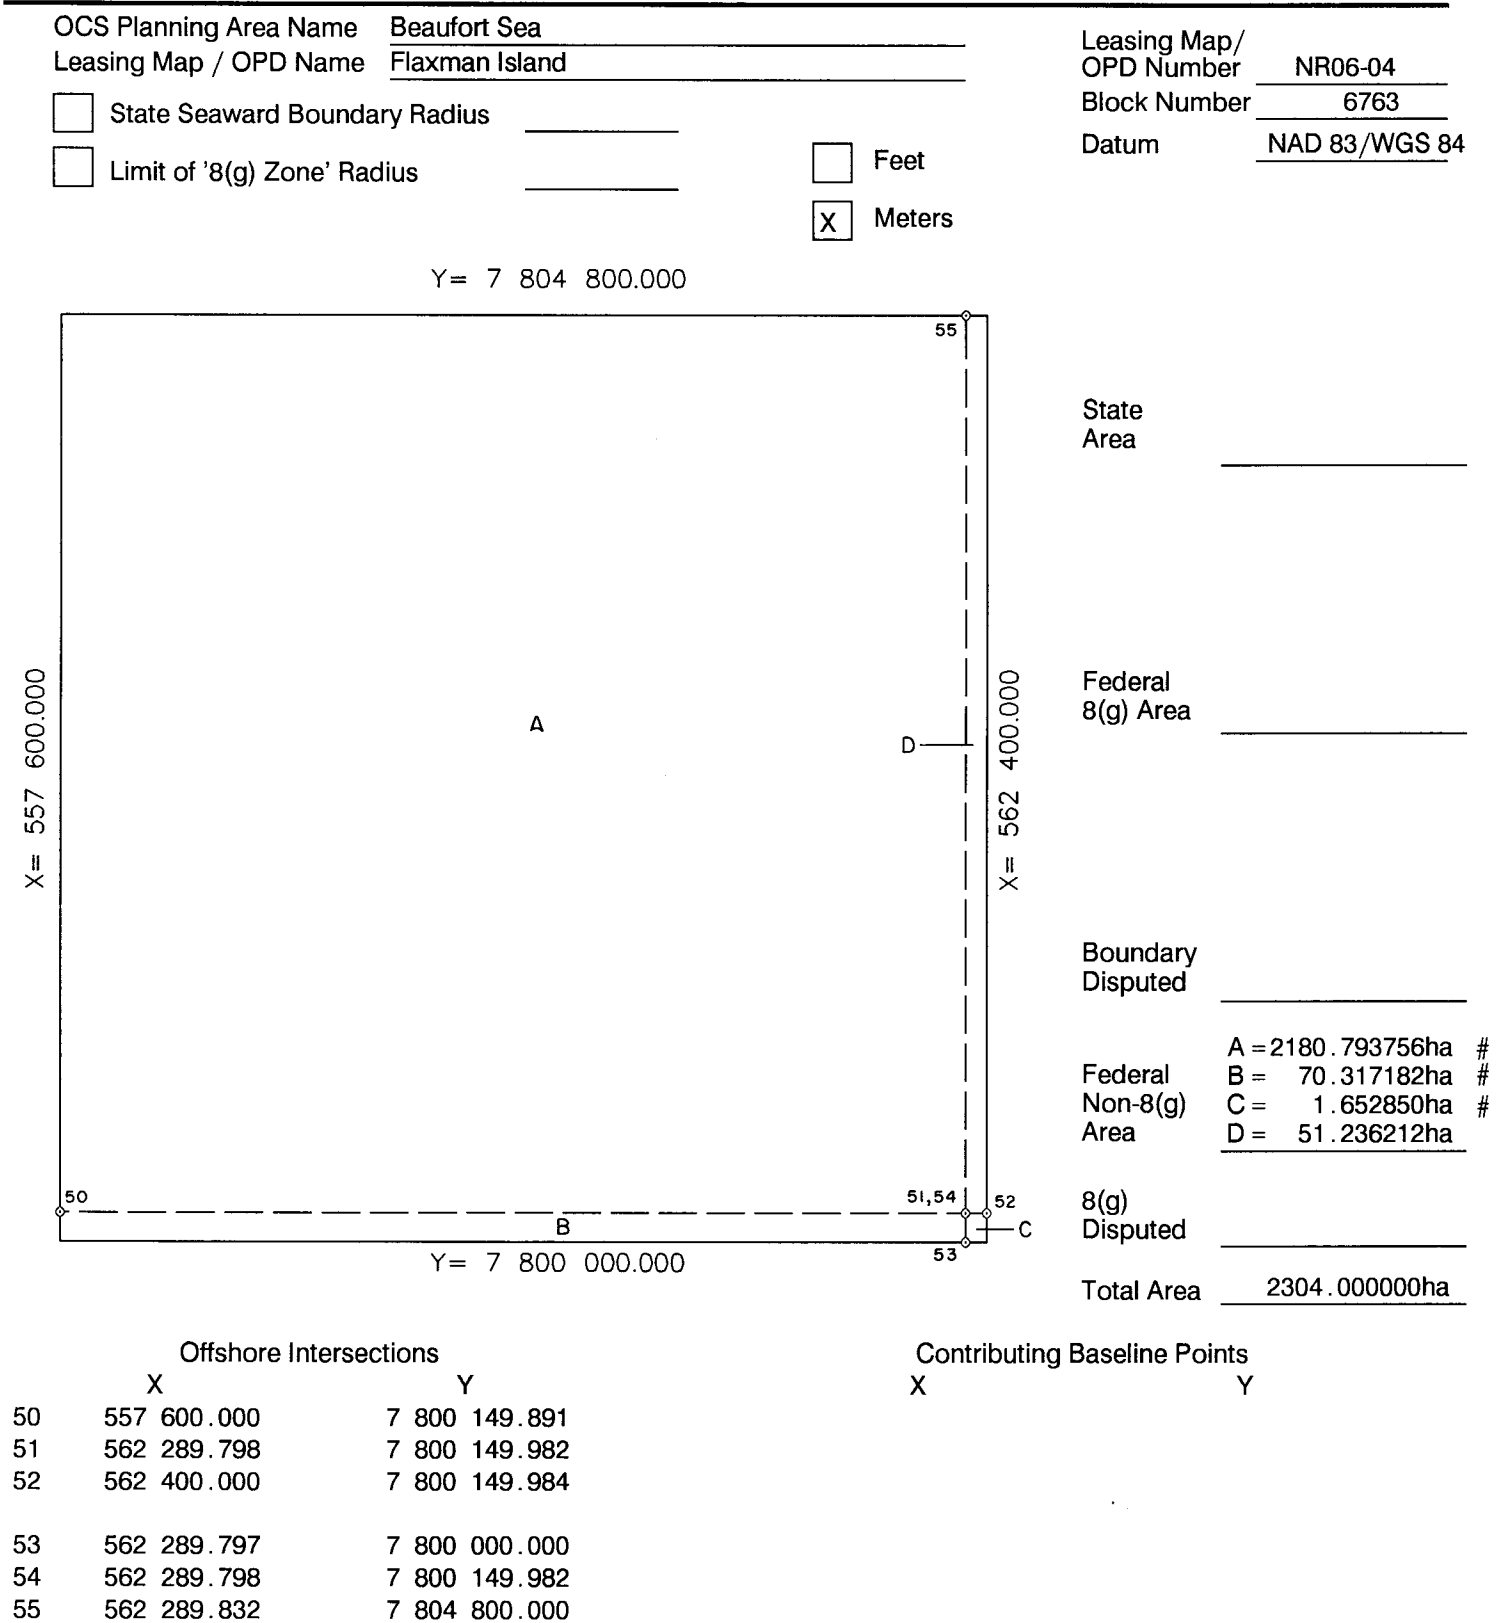 OCS Planning Area Name Beaufort Sea
Leasing Map / OPD Name Flaxman Island
Leasing Map/
OPD Number NR06-04
Block Number 6763
Datum NAD 83/WGS 84
State Seaward Boundary Radius
Limit of '8(g) Zone' Radius
Feet
X Meters
Y= 7 804 800.000
55
X= 557 600.000
A
D
X= 562 400.000
50
51,54
52
B
C
53
Y= 7 800 000.000
State
Area
Federal
8(g) Area
Boundary
Disputed
Federal
Non-8(g)
Area
A =2180.793756ha #
B = 70.317182ha #
C = 1.652850ha #
D = 51.236212ha
8(g)
Disputed
Total Area 2304.000000ha
Offshore Intersections
X Y
50 557 600.000 7 800 149.891
51 562 289.798 7 800 149.982
52 562 400.000 7 800 149.984
53 562 289.797 7 800 000.000
54 562 289.798 7 800 149.982
55 562 289.832 7 804 800.000
Contributing Baseline Points
X Y